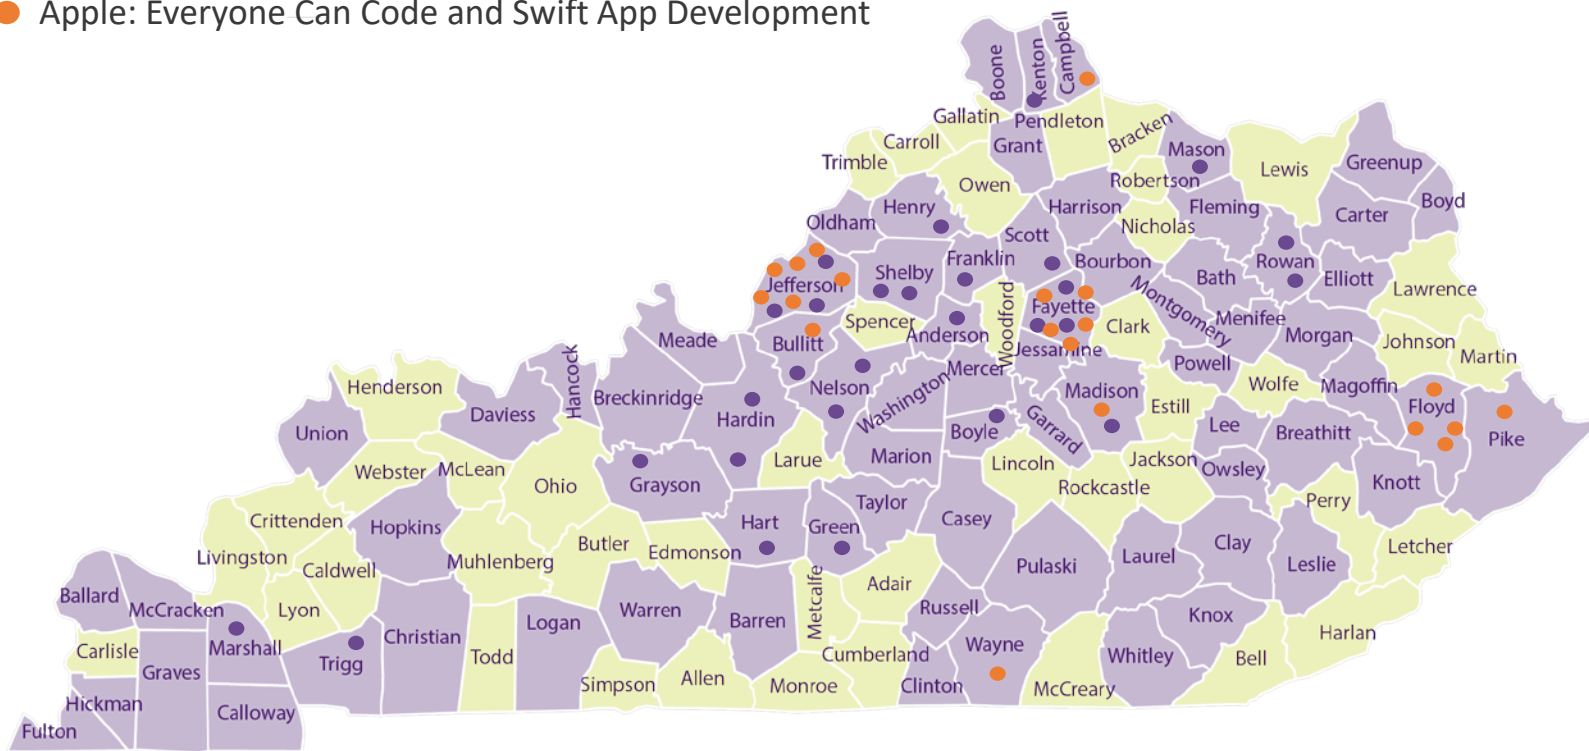 Apple: Everyone Can Code and Swift App Development
Boone
Kenton
Campbell
Gallatin
Pendleton
Bracken
Carroll
Grant
Mason
Trimble
Lewis
Greenup
Owen
Robertson
Boyd
Oldham
Henry
Harrison
Fleming
Carter
Nicholas
Scott
Jefferson
Shelby
Franklin
Bourbon
Bath
Rowan
Elliott
Lawrence
Woodford
Fayette
Montgomery
Menifee
Morgan
Spencer
Anderson
Clark
Johnson
Martin
Meade
Bullitt
Jessamine
Powell
Wolfe
Magoffin
Hancock
Henderson
Daviess
Breckinridge
Hardin
Nelson
Washington
Mercer
Madison
Estill
Floyd
Pike
Union
Boyle
Garrard
Lee
Breathitt
Webster
McLean
Ohio
Grayson
Larue
Marion
Lincoln
Rockcastle
Jackson
Owsley
Knott
Perry
Crittenden
Hopkins
Hart
Green
Taylor
Casey
Livingston
Caldwell
Muhlenberg
Butler
Edmonson
Pulaski
Laurel
Clay
Leslie
Letcher
Ballard
McCracken
Lyon
Christian
Warren
Barren
Metcalfe
Adair
Russell
Knox
Harlan
Carlisle
Graves
Marshall
Trigg
Todd
Logan
Simpson
Allen
Monroe
Cumberland
Clinton
Wayne
McCreary
Whitley
Bell
Hickman
Fulton
Calloway